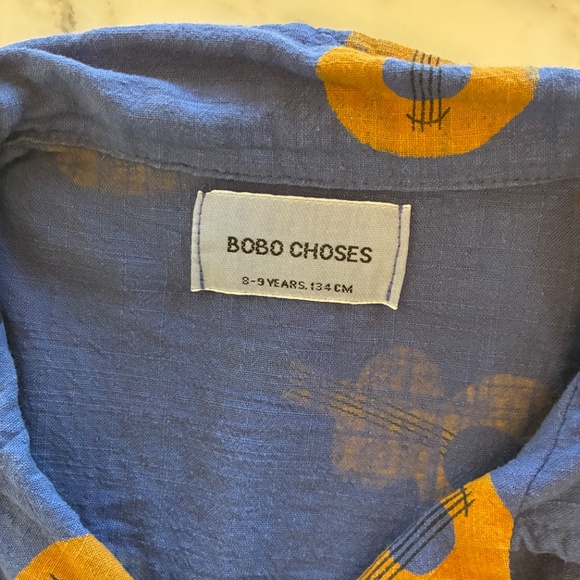 BOBO CHOSES
8-9 YEARS. 134 CM